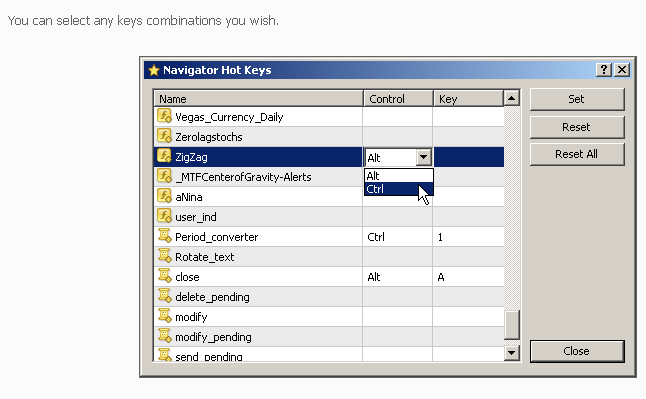 You can select any keys combinations you wish.
Navigator Hot Keys
Name Control Key
Set
Vegas_Currency_Daily
Reset
Zerolagstochs
ZigZag Alt
Reset All
Alt
_MTFCenterofGravity-Alerts
Ctrl
aNina
user_ind
Period_converter Ctrl 1
Rotate_text
close Alt A
delete_pending
modify
modify_pending
Close
send_pending